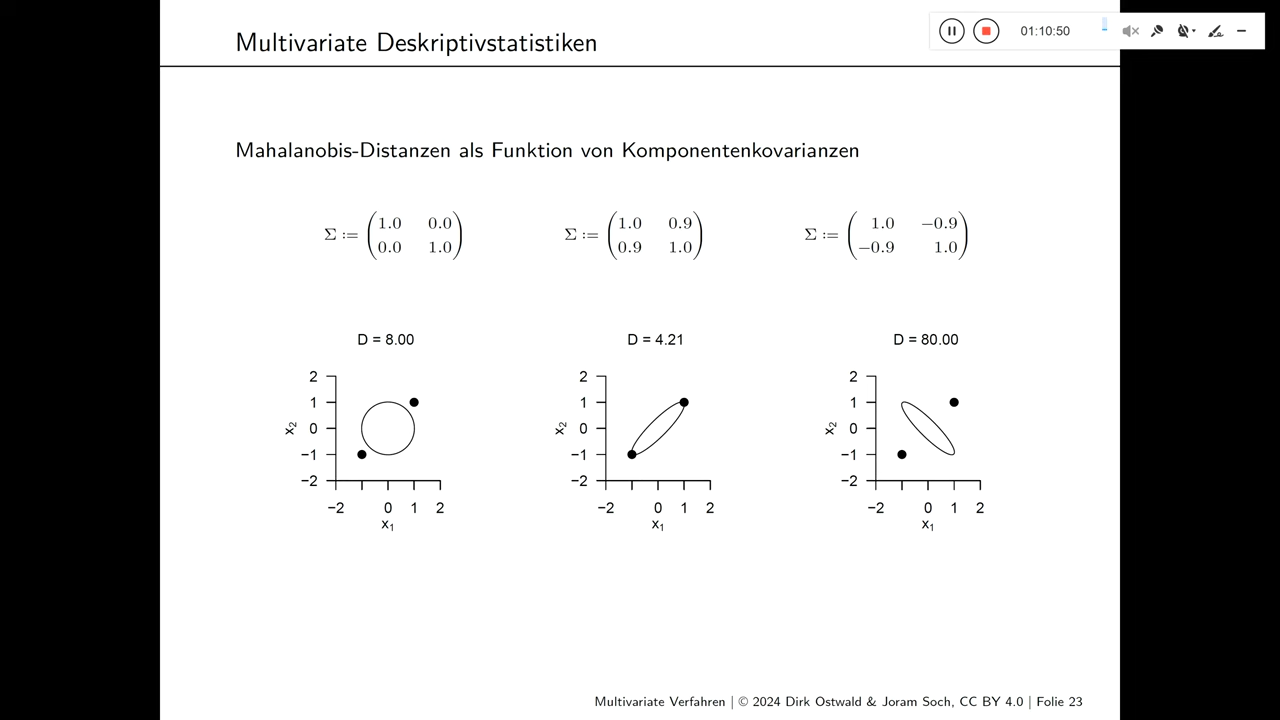 Multivariate Deskriptivstatistiken
01:10:50
Mahalanobis-Distanzen als Funktion von Komponentenkovarianzen
Σ := (1.0 0.0
0.0 1.0)
Σ := (1.0 0.9
0.9 1.0)
Σ := (1.0 −0.9
−0.9 1.0)
D = 8.00
2
1
0
−1
−2
x₂
−2 0 1 2
x₁
D = 4.21
2
1
0
−1
−2
x₂
−2 0 1 2
x₁
D = 80.00
2
1
0
−1
−2
x₂
−2 0 1 2
x₁
Multivariate Verfahren | © 2024 Dirk Ostwald & Joram Soch, CC BY 4.0 | Folie 23